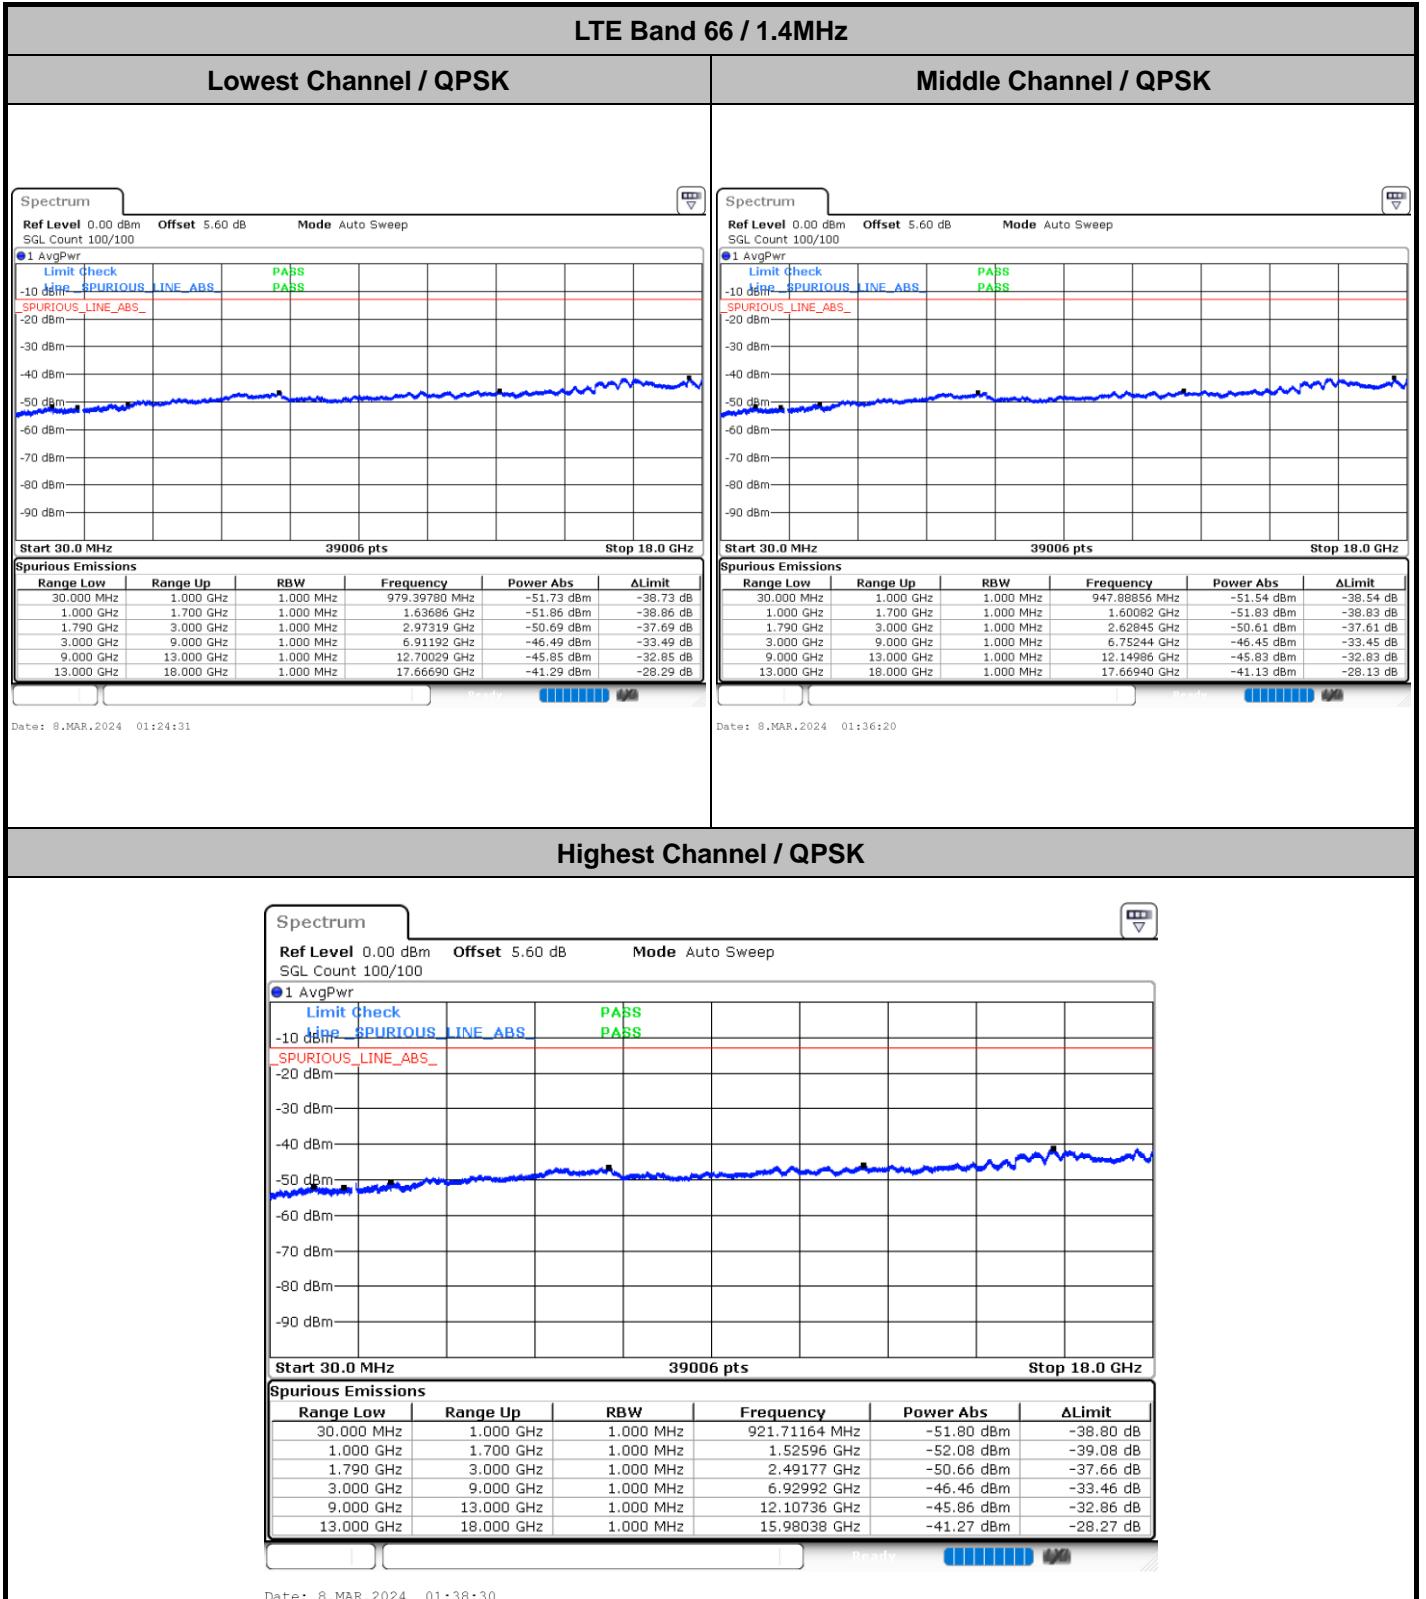 LTE Band 66 / 1.4MHz
Lowest Channel / QPSK
Middle Channel / QPSK
Spectrum
Ref Level 0.00 dBm Offset 5.60 dB Mode Auto Sweep
SGL Count 100/100
1 AvgPwr
Limit Check PASS
Line _SPURIOUS_LINE_ABS_ PASS
-10 dBm
_SPURIOUS_LINE_ABS_
-20 dBm
-30 dBm
-40 dBm
-50 dBm
-60 dBm
-70 dBm
-80 dBm
-90 dBm
Start 30.0 MHz 39006 pts Stop 18.0 GHz
Spurious Emissions
Range Low Range Up RBW Frequency Power Abs ΔLimit
30.000 MHz 1.000 GHz 1.000 MHz 979.39780 MHz -51.73 dBm -38.73 dB
1.000 GHz 1.700 GHz 1.000 MHz 1.63686 GHz -51.86 dBm -38.86 dB
1.790 GHz 3.000 GHz 1.000 MHz 2.97319 GHz -50.69 dBm -37.69 dB
3.000 GHz 9.000 GHz 1.000 MHz 6.91192 GHz -46.49 dBm -33.49 dB
9.000 GHz 13.000 GHz 1.000 MHz 12.70029 GHz -45.85 dBm -32.85 dB
13.000 GHz 18.000 GHz 1.000 MHz 17.66690 GHz -41.29 dBm -28.29 dB
Ready
Date: 8.MAR.2024 01:24:31
Spectrum
Ref Level 0.00 dBm Offset 5.60 dB Mode Auto Sweep
SGL Count 100/100
1 AvgPwr
Limit Check PASS
Line _SPURIOUS_LINE_ABS_ PASS
-10 dBm
_SPURIOUS_LINE_ABS_
-20 dBm
-30 dBm
-40 dBm
-50 dBm
-60 dBm
-70 dBm
-80 dBm
-90 dBm
Start 30.0 MHz 39006 pts Stop 18.0 GHz
Spurious Emissions
Range Low Range Up RBW Frequency Power Abs ΔLimit
30.000 MHz 1.000 GHz 1.000 MHz 947.88856 MHz -51.54 dBm -38.54 dB
1.000 GHz 1.700 GHz 1.000 MHz 1.60082 GHz -51.83 dBm -38.83 dB
1.790 GHz 3.000 GHz 1.000 MHz 2.62845 GHz -50.61 dBm -37.61 dB
3.000 GHz 9.000 GHz 1.000 MHz 6.75244 GHz -46.45 dBm -33.45 dB
9.000 GHz 13.000 GHz 1.000 MHz 12.14986 GHz -45.83 dBm -32.83 dB
13.000 GHz 18.000 GHz 1.000 MHz 17.66940 GHz -41.13 dBm -28.13 dB
Ready
Date: 8.MAR.2024 01:36:20
Highest Channel / QPSK
Spectrum
Ref Level 0.00 dBm Offset 5.60 dB Mode Auto Sweep
SGL Count 100/100
1 AvgPwr
Limit Check PASS
Line _SPURIOUS_LINE_ABS_ PASS
-10 dBm
_SPURIOUS_LINE_ABS_
-20 dBm
-30 dBm
-40 dBm
-50 dBm
-60 dBm
-70 dBm
-80 dBm
-90 dBm
Start 30.0 MHz 39006 pts Stop 18.0 GHz
Spurious Emissions
Range Low Range Up RBW Frequency Power Abs ΔLimit
30.000 MHz 1.000 GHz 1.000 MHz 921.71164 MHz -51.80 dBm -38.80 dB
1.000 GHz 1.700 GHz 1.000 MHz 1.52596 GHz -52.08 dBm -39.08 dB
1.790 GHz 3.000 GHz 1.000 MHz 2.49177 GHz -50.66 dBm -37.66 dB
3.000 GHz 9.000 GHz 1.000 MHz 6.92992 GHz -46.46 dBm -33.46 dB
9.000 GHz 13.000 GHz 1.000 MHz 12.10736 GHz -45.86 dBm -32.86 dB
13.000 GHz 18.000 GHz 1.000 MHz 15.98038 GHz -41.27 dBm -28.27 dB
Ready
Date: 8.MAR.2024 01:38:30